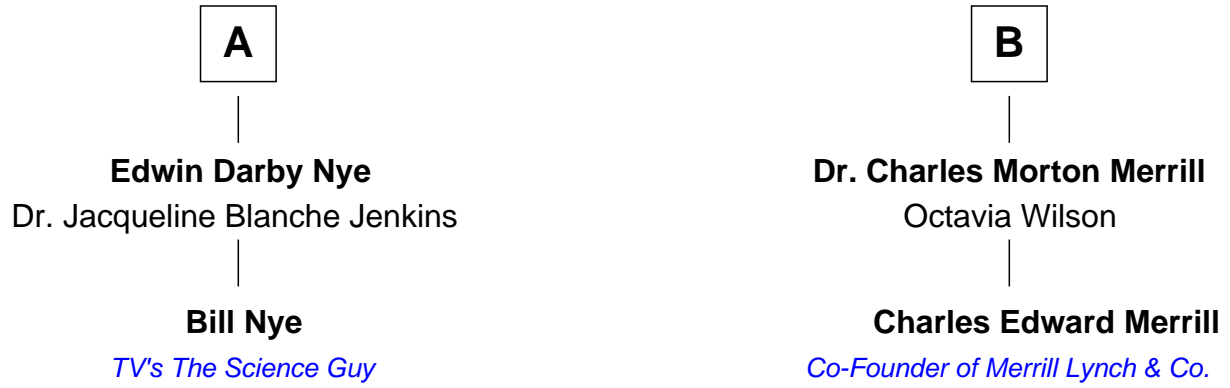 A
B
Edwin Darby Nye
Dr. Jacqueline Blanche Jenkins
Dr. Charles Morton Merrill
Octavia Wilson
Bill Nye
TV's The Science Guy
Charles Edward Merrill
Co-Founder of Merrill Lynch & Co.